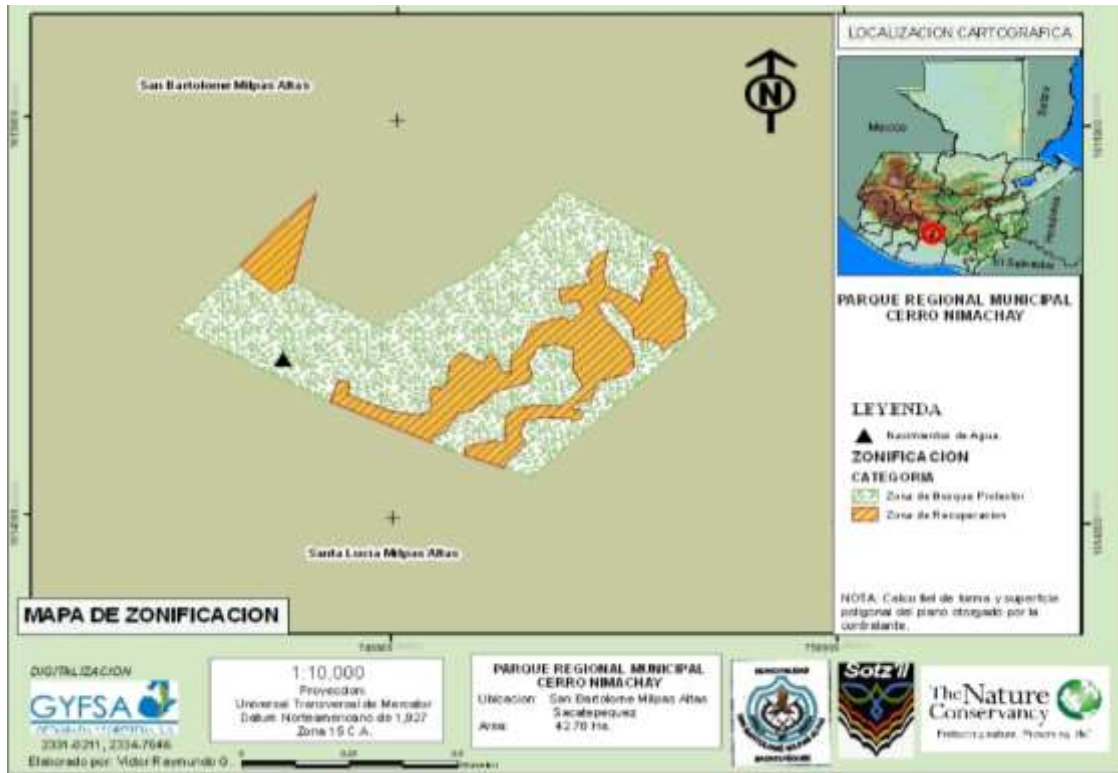 San Bartolome Milpas Altas
N
Santa Lucia Milpas Altas
MAPA DE ZONIFICACION
LOCALIZACION CARTOGRAFICA
Mexico
Honduras
El Salvador
PARQUE REGIONAL MUNICIPAL
CERRO NIMACHAY
LEYENDA
Nacimientos de Agua
ZONIFICACION
CATEGORIA
Zona de Bosque Protector
Zona de Recuperacion
NOTA: Calco fiel de forma y superficie
poligonal del plano otorgado por la
contratante.
DIGITALIZACION
GYFSA
2331-0211, 2334-7646
Elaborado por: Victor Raymundo G.
1:10,000
Proyeccion:
Universal Transversal de Mercator
Datum Norteamericano de 1,927
Zona 15 C.A.
PARQUE REGIONAL MUNICIPAL
CERRO NIMACHAY
Ubicacion: San Bartolome Milpas Altas
Sacatepequez
Area: 42.78 Ha.
MUNICIPALIDAD
Sotz'il
The Nature
Conservancy